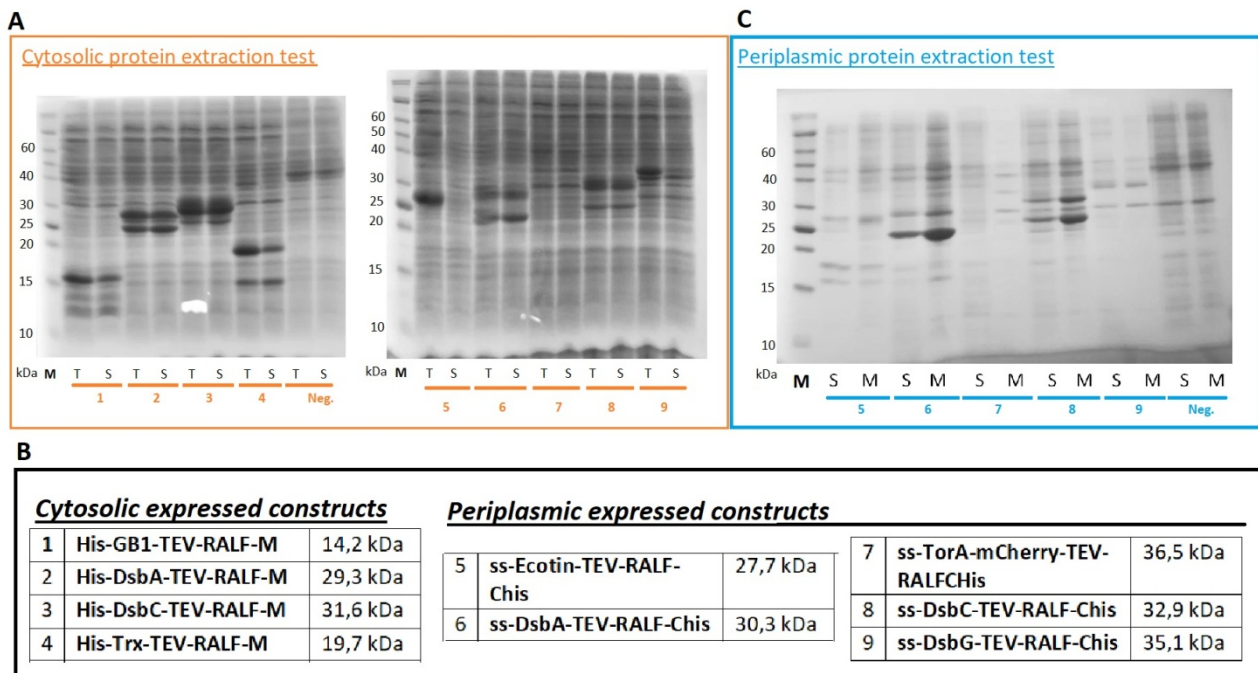 A
Cytosolic protein extraction test
60
40
30
25
20
15
10
kDa M T S T S T S T S T S
1 2 3 4 Neg.
60
50
40
30
25
20
15
10
kDa M T S T S T S T S T S
5 6 7 8 9
C
Periplasmic protein extraction test
60
40
30
25
20
15
10
kDa
M S M S M S M S M S M S M
5 6 7 8 9 Neg.
B
Cytosolic expressed constructs
1 His-GB1-TEV-RALF-M 14,2 kDa
2 His-DsbA-TEV-RALF-M 29,3 kDa
3 His-DsbC-TEV-RALF-M 31,6 kDa
4 His-Trx-TEV-RALF-M 19,7 kDa
Periplasmic expressed constructs
5 ss-Ecotin-TEV-RALF- 27,7 kDa
Chis
6 ss-DsbA-TEV-RALF-Chis 30,3 kDa
7 ss-TorA-mCherry-TEV- 36,5 kDa
RALFCHis
8 ss-DsbC-TEV-RALF-Chis 32,9 kDa
9 ss-DsbG-TEV-RALF-Chis 35,1 kDa